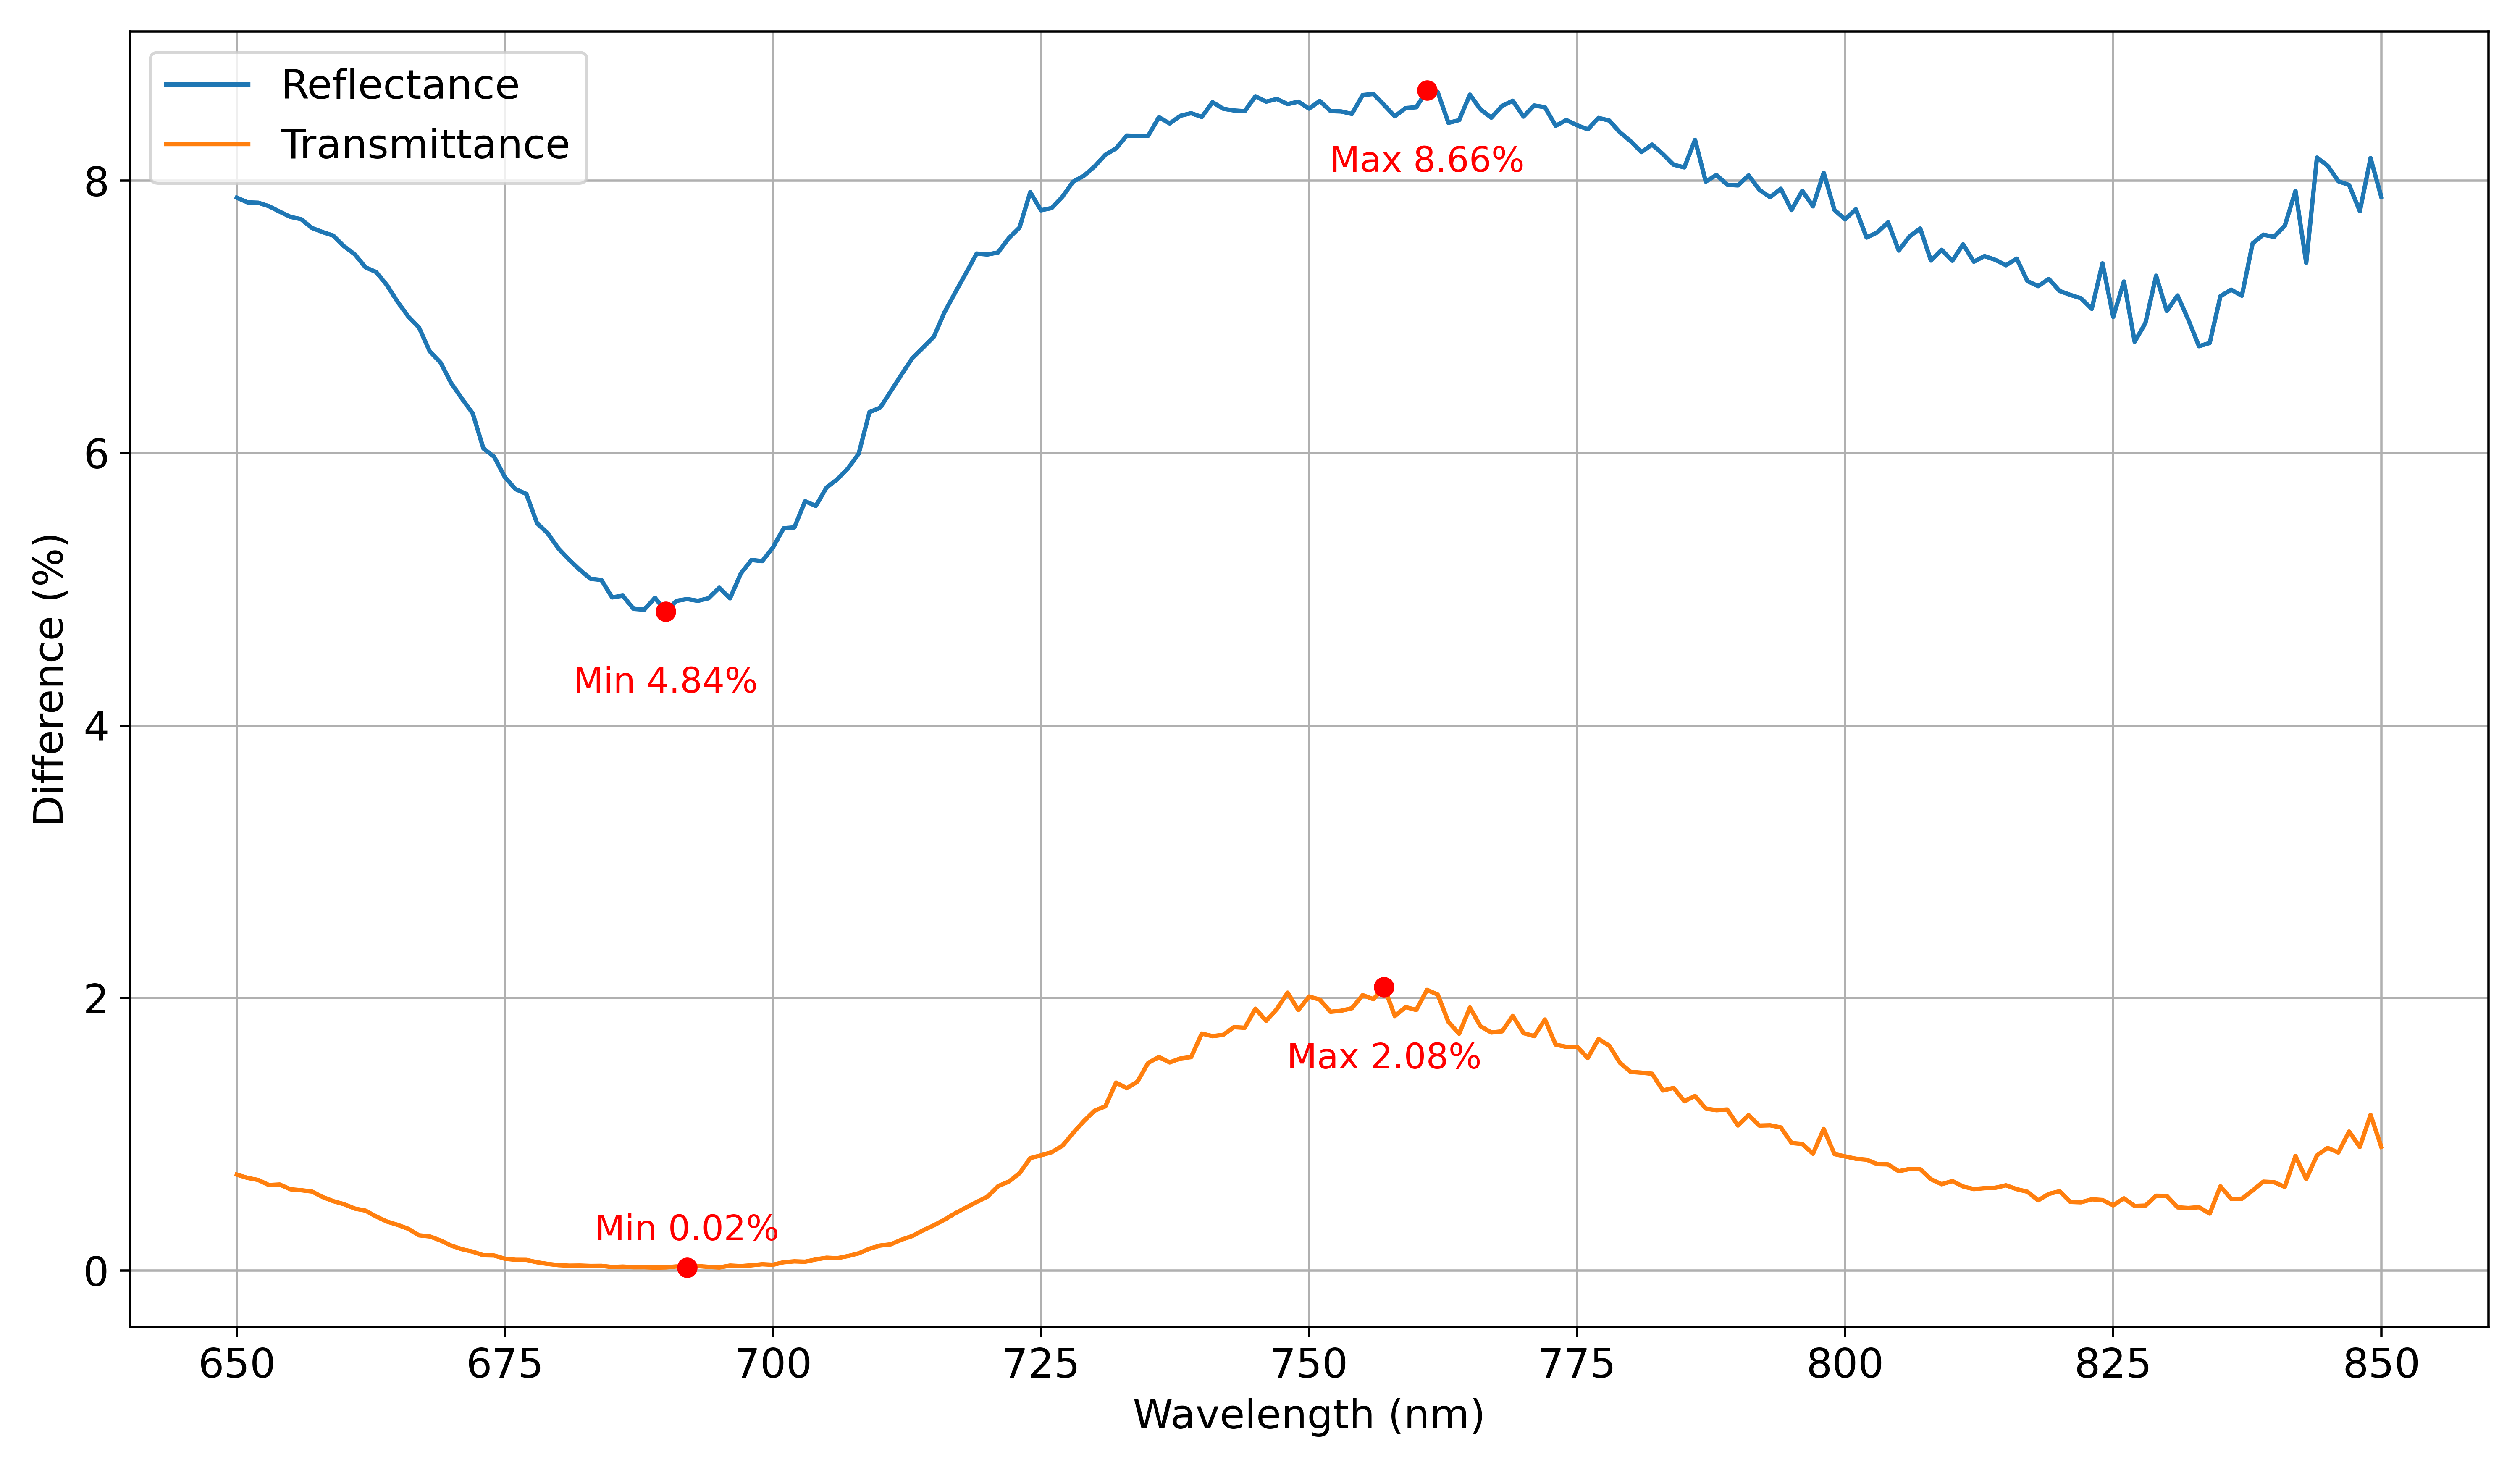 Reflectance
Transmittance
Max 8.66%
Min 4.84%
Max 2.08%
Min 0.02%
Difference (%)
8
6
4
2
0
650 675 700 725 750 775 800 825 850
Wavelength (nm)